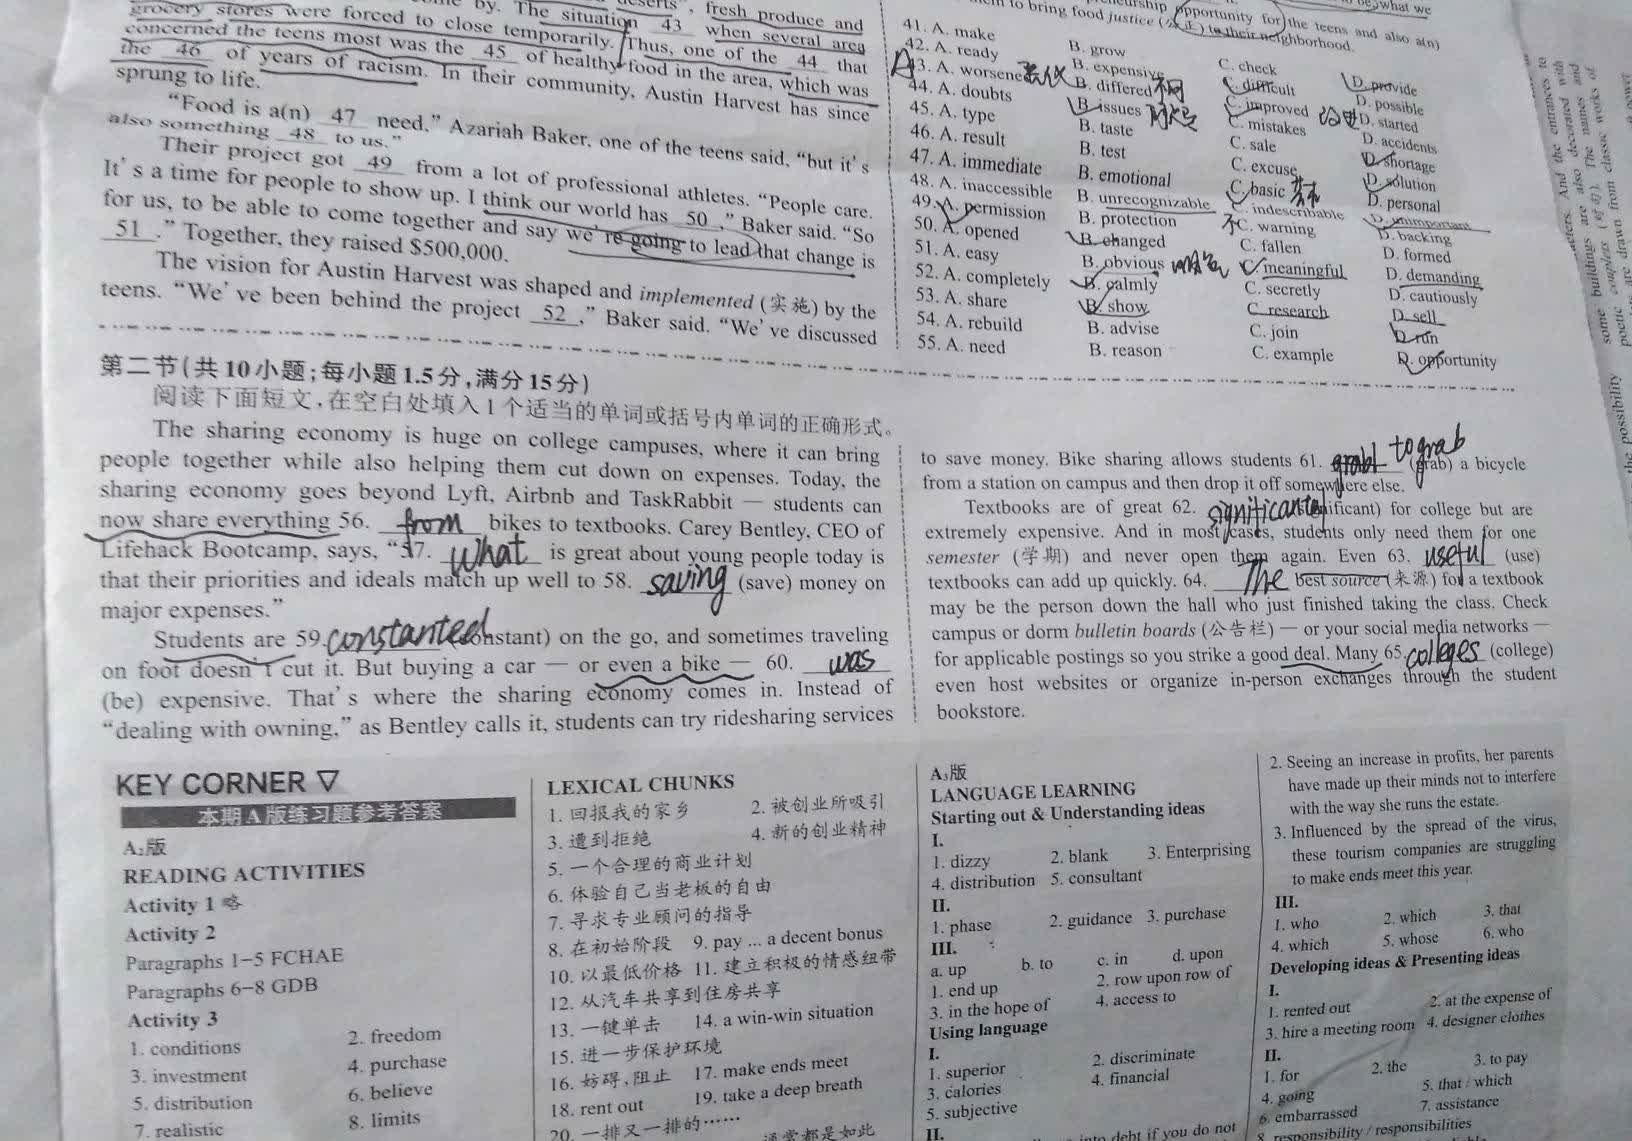 grocery stores were forced to close temporarily.
by. The situation 43 when several area
deserts", fresh produce and
concerned the teens most was the 45 of healthy food in the area, which was
Thus, one of the 44 that
the 46 of years of racism. In their community, Austin Harvest has since
sprung to life.
"Food is a(n) 47 need," Azariah Baker, one of the teens said, "but it's
also something 48 to us."
Their project got 49 from a lot of professional athletes. "People care.
It's a time for people to show up. I think our world has 50," Baker said. "So
for us, to be able to come together and say we're going to lead that change is
51." Together, they raised $500,000.
The vision for Austin Harvest was shaped and implemented (实施) by the
teens. "We've been behind the project 52," Baker said. "We've discussed
opportunity for the teens and also a(n)
to bring food justice (公正) to their neighborhood.
41. A. make B. grow C. check D. provide
42. A. ready B. expensive C. difficult D. possible
A 43. A. worsened 恶化 B. differed 不同 C. improved 改进 D. started
44. A. doubts B. issues 问题 C. mistakes D. accidents
45. A. type B. taste C. sale D. shortage
46. A. result B. test C. excuse D. solution
47. A. immediate B. emotional C. basic 基本 D. personal
48. A. inaccessible B. unrecognizable C. indescribable D. unimportant
49. A. permission B. protection C. warning D. backing
50. A. opened B. changed C. fallen D. formed
51. A. easy B. obvious 明显 C. meaningful D. demanding
52. A. completely B. calmly C. secretly D. cautiously
53. A. share B. show C. research D. sell
54. A. rebuild B. advise C. join D. run
55. A. need B. reason C. example D. opportunity
第二节(共10小题;每小题1.5分,满分15分)
阅读下面短文,在空白处填入1个适当的单词或括号内单词的正确形式。
The sharing economy is huge on college campuses, where it can bring
people together while also helping them cut down on expenses. Today, the
sharing economy goes beyond Lyft, Airbnb and TaskRabbit — students can
now share everything 56. from bikes to textbooks. Carey Bentley, CEO of
Lifehack Bootcamp, says, "57. What is great about young people today is
that their priorities and ideals match up well to 58. saving (save) money on
major expenses."
Students are 59. constanted (constant) on the go, and sometimes traveling
on foot doesn't cut it. But buying a car — or even a bike — 60. was
(be) expensive. That's where the sharing economy comes in. Instead of
"dealing with owning," as Bentley calls it, students can try ridesharing services
to save money. Bike sharing allows students 61. to grab (grab) a bicycle
from a station on campus and then drop it off somewhere else.
Textbooks are of great 62. (significant) for college but are
extremely expensive. And in most cases, students only need them for one
semester (学期) and never open them again. Even 63. useful (use)
textbooks can add up quickly. 64. The best source (来源) for a textbook
may be the person down the hall who just finished taking the class. Check
campus or dorm bulletin boards (公告栏) — or your social media networks —
for applicable postings so you strike a good deal. Many 65. colleges (college)
even host websites or organize in-person exchanges through the student
bookstore.
KEY CORNER ▽
本期A版练习题参考答案
A₂版
READING ACTIVITIES
Activity 1 略
Activity 2
Paragraphs 1-5 FCHAE
Paragraphs 6-8 GDB
Activity 3
1. conditions 2. freedom
3. investment 4. purchase
5. distribution 6. believe
7. realistic 8. limits
LEXICAL CHUNKS
1. 回报我的家乡 2. 被创业所吸引
3. 遭到拒绝 4. 新的创业精神
5. 一个合理的商业计划
6. 体验自己当老板的自由
7. 寻求专业顾问的指导
8. 在初始阶段 9. pay ... a decent bonus
10. 以最低价格 11. 建立积极的情感纽带
12. 从汽车共享到住房共享
13. 一键单击 14. a win-win situation
15. 进一步保护环境
16. 妨碍,阻止 17. make ends meet
18. rent out 19. take a deep breath
20. 一排又一排的……
通常都是如此
A₃版
LANGUAGE LEARNING
Starting out & Understanding ideas
I.
1. dizzy 2. blank 3. Enterprising
4. distribution 5. consultant
II.
1. phase 2. guidance 3. purchase
III.
a. up b. to c. in d. upon
1. end up 2. row upon row of
3. in the hope of 4. access to
Using language
I.
1. superior 2. discriminate
3. calories 4. financial
5. subjective
II.
into debt if you do not
2. Seeing an increase in profits, her parents
have made up their minds not to interfere
with the way she runs the estate.
3. Influenced by the spread of the virus,
these tourism companies are struggling
to make ends meet this year.
III.
1. who 2. which 3. that
4. which 5. whose 6. who
Developing ideas & Presenting ideas
I.
1. rented out 2. at the expense of
3. hire a meeting room 4. designer clothes
II.
1. for 2. the 3. to pay
4. going 5. that / which
6. embarrassed 7. assistance
8. responsibility / responsibilities